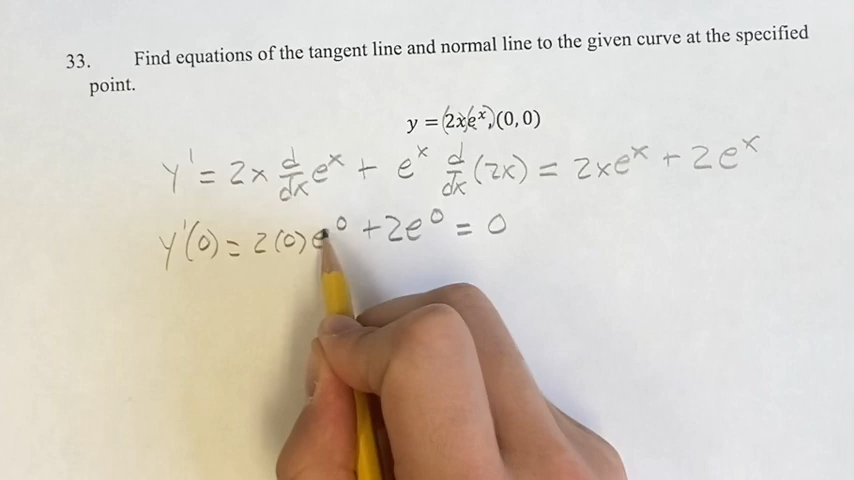 33. Find equations of the tangent line and normal line to the given curve at the specified
point.
y = (2x)(e^x), (0, 0)
y' = 2x d/dx e^x + e^x d/dx (2x) = 2xe^x + 2e^x
y'(0) = 2(0)e^0 + 2e^0 = 0